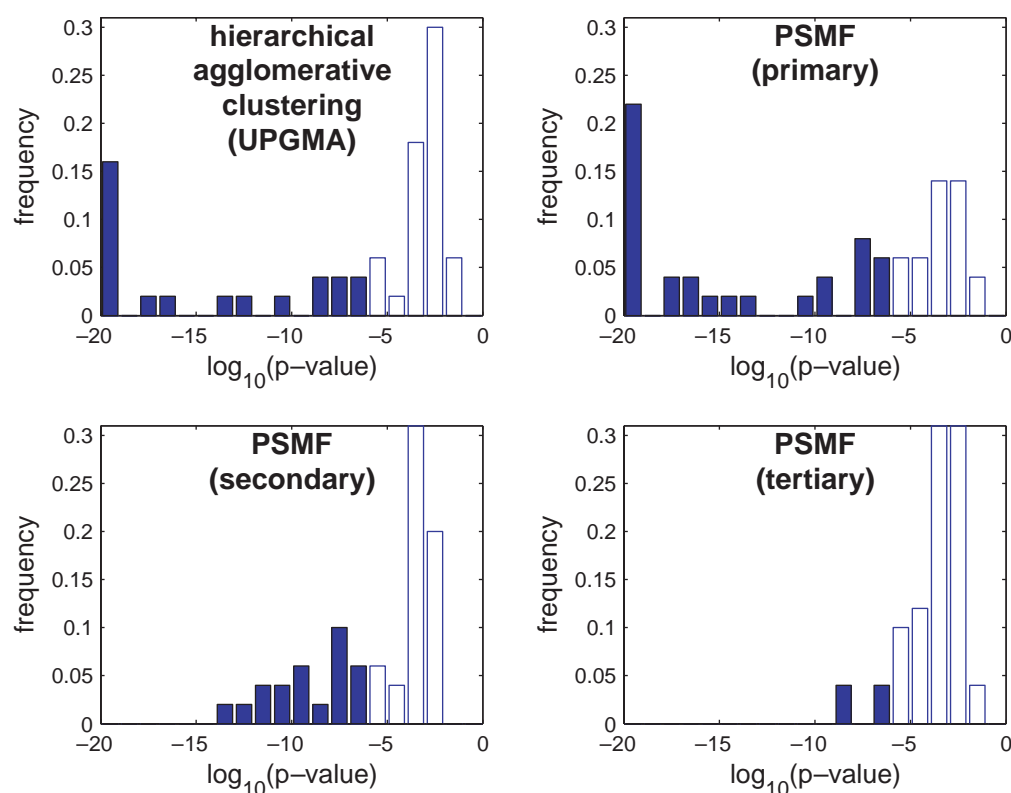 hierarchical
agglomerative
clustering
(UPGMA)
frequency
0.3
0.25
0.2
0.15
0.1
0.05
0
−20 −15 −10 −5 0
log10(p−value)
PSMF
(primary)
frequency
0.3
0.25
0.2
0.15
0.1
0.05
0
−20 −15 −10 −5 0
log10(p−value)
PSMF
(secondary)
frequency
0.3
0.25
0.2
0.15
0.1
0.05
0
−20 −15 −10 −5 0
log10(p−value)
PSMF
(tertiary)
frequency
0.3
0.25
0.2
0.15
0.1
0.05
0
−20 −15 −10 −5 0
log10(p−value)